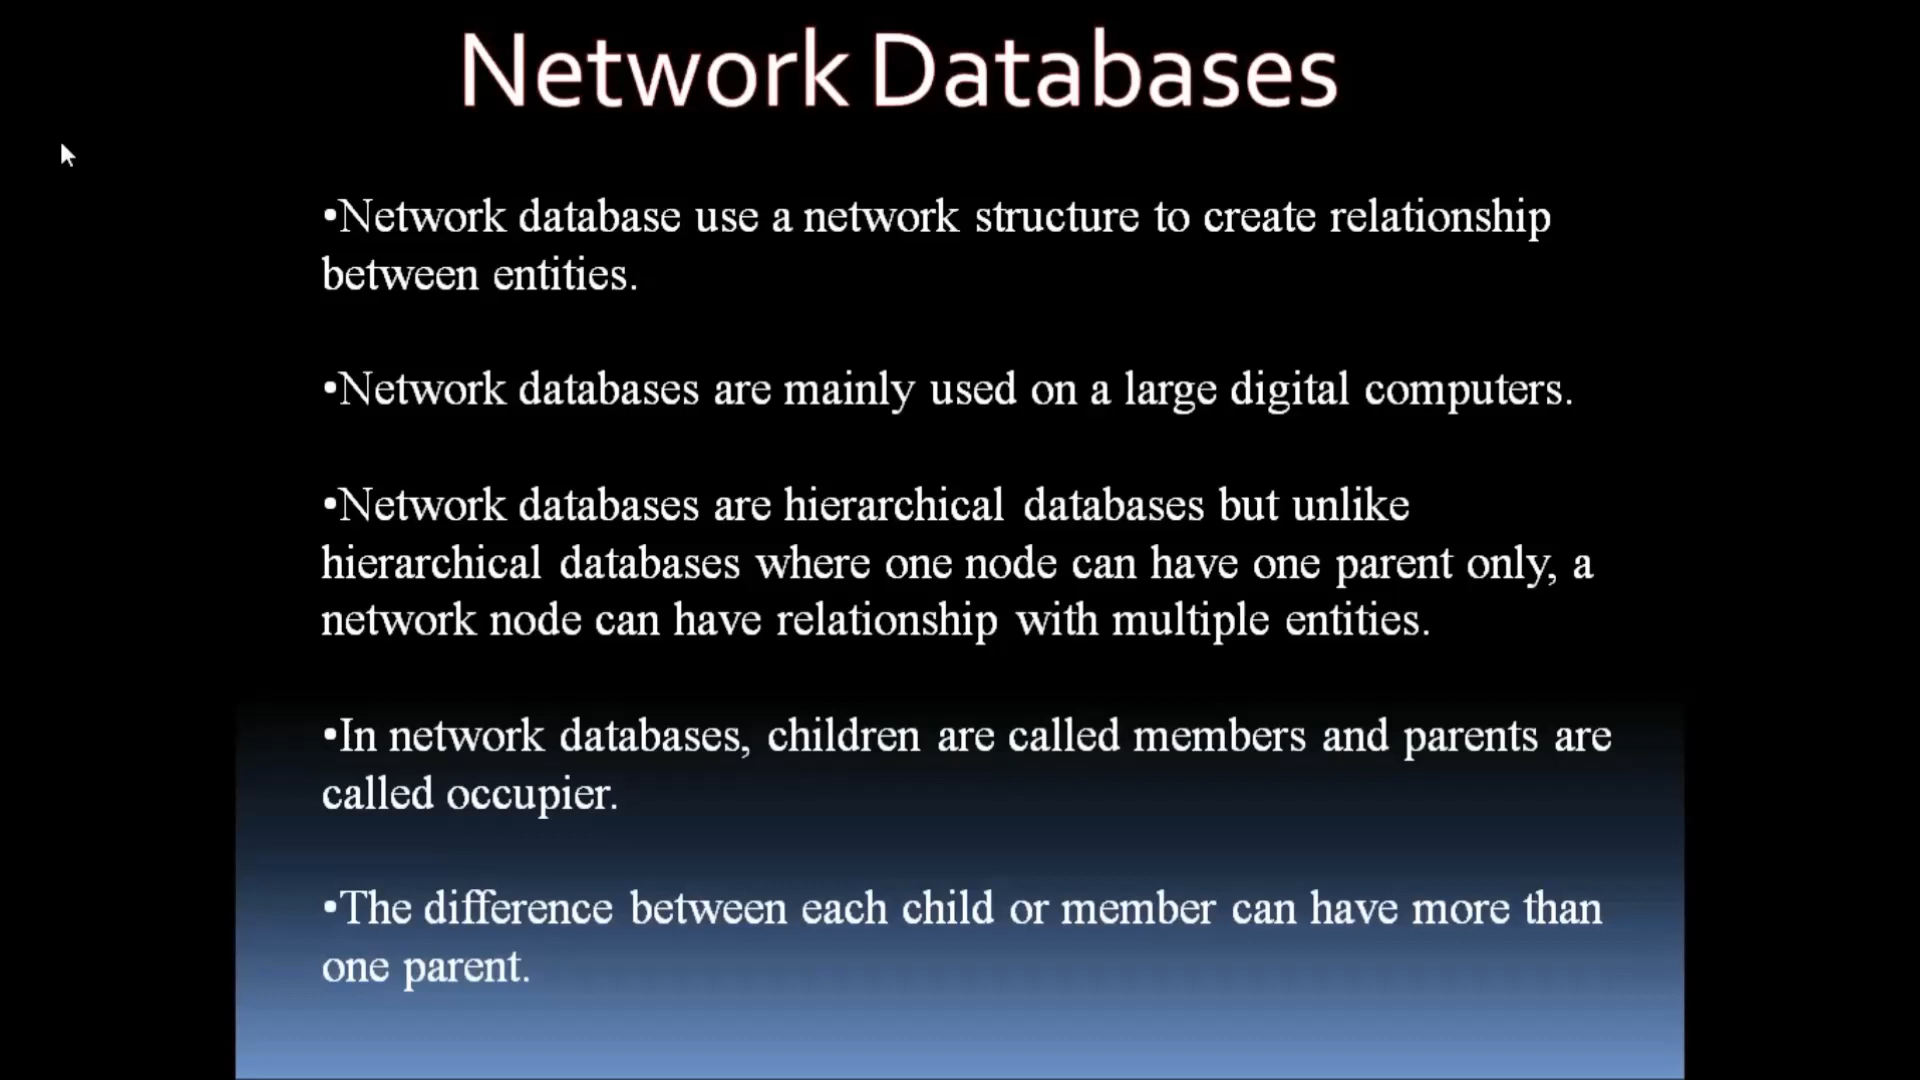 Network Databases
•Network database use a network structure to create relationship
between entities.
•Network databases are mainly used on a large digital computers.
•Network databases are hierarchical databases but unlike
hierarchical databases where one node can have one parent only, a
network node can have relationship with multiple entities.
•In network databases, children are called members and parents are
called occupier.
•The difference between each child or member can have more than
one parent.